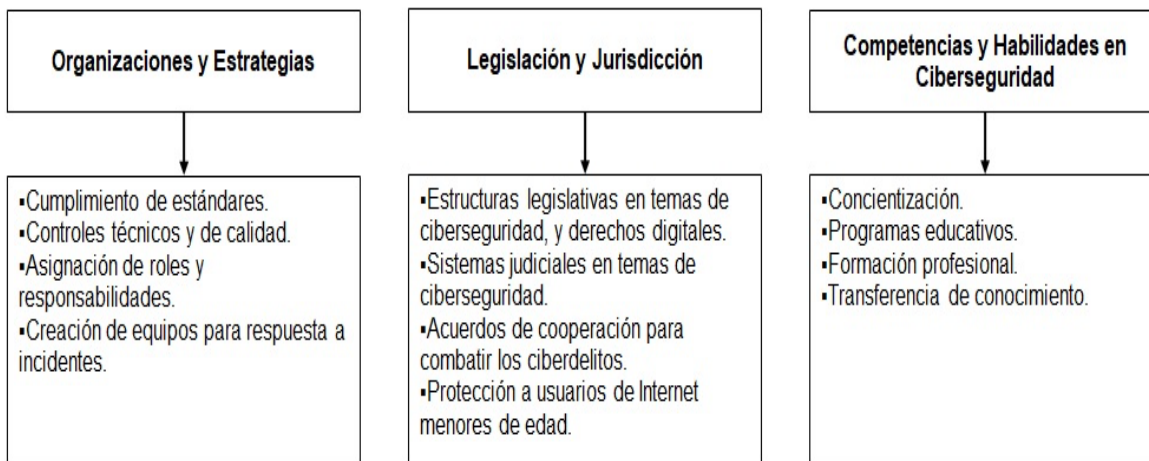 Organizaciones y Estrategias
▪Cumplimiento de estándares.
▪Controles técnicos y de calidad.
▪Asignación de roles y
responsabilidades.
▪Creación de equipos para respuesta a
incidentes.
Legislación y Jurisdicción
▪Estructuras legislativas en temas de
ciberseguridad, y derechos digitales.
▪Sistemas judiciales en temas de
ciberseguridad.
▪Acuerdos de cooperación para
combatir los ciberdelitos.
▪Protección a usuarios de Internet
menores de edad.
Competencias y Habilidades en
Ciberseguridad
▪Concientización.
▪Programas educativos.
▪Formación profesional.
▪Transferencia de conocimiento.